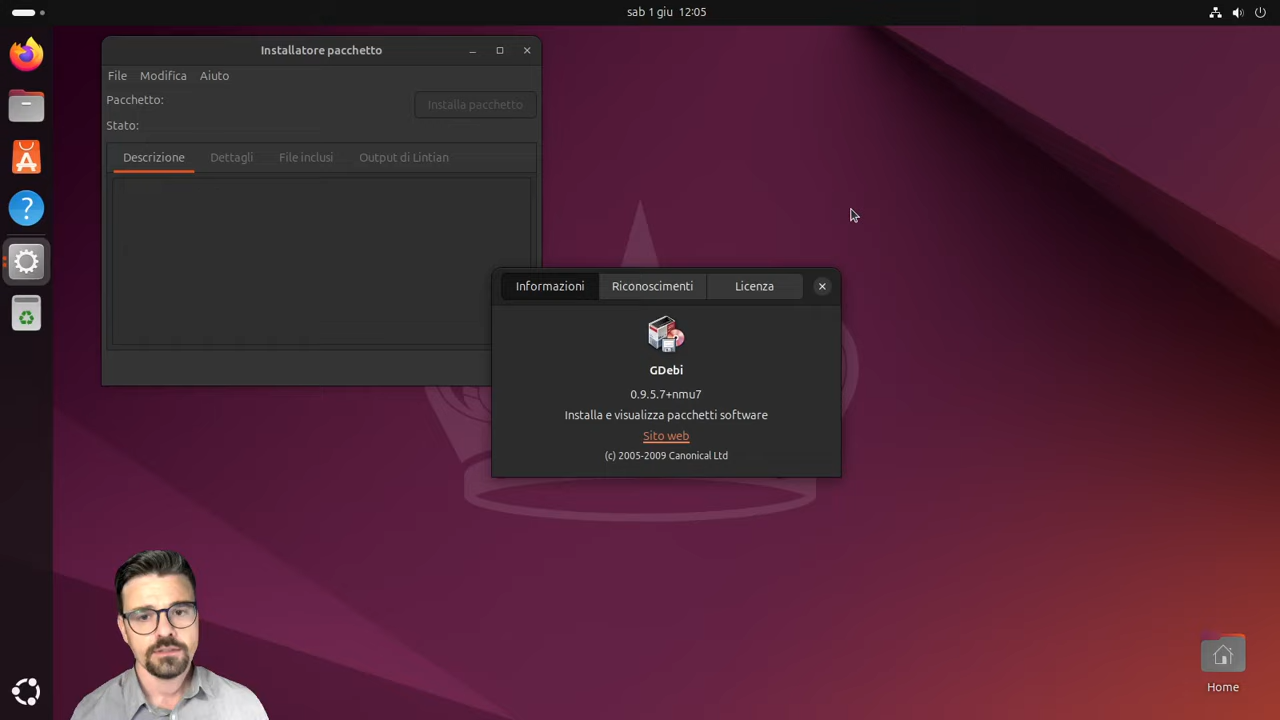 sab 1 giu 12:05
Installatore pacchetto
File Modifica Aiuto
Pacchetto:
Installa pacchetto
Stato:
Descrizione Dettagli File inclusi Output di Lintian
Informazioni Riconoscimenti Licenza
GDebi
0.9.5.7+nmu7
Installa e visualizza pacchetti software
Sito web
(c) 2005-2009 Canonical Ltd
Home